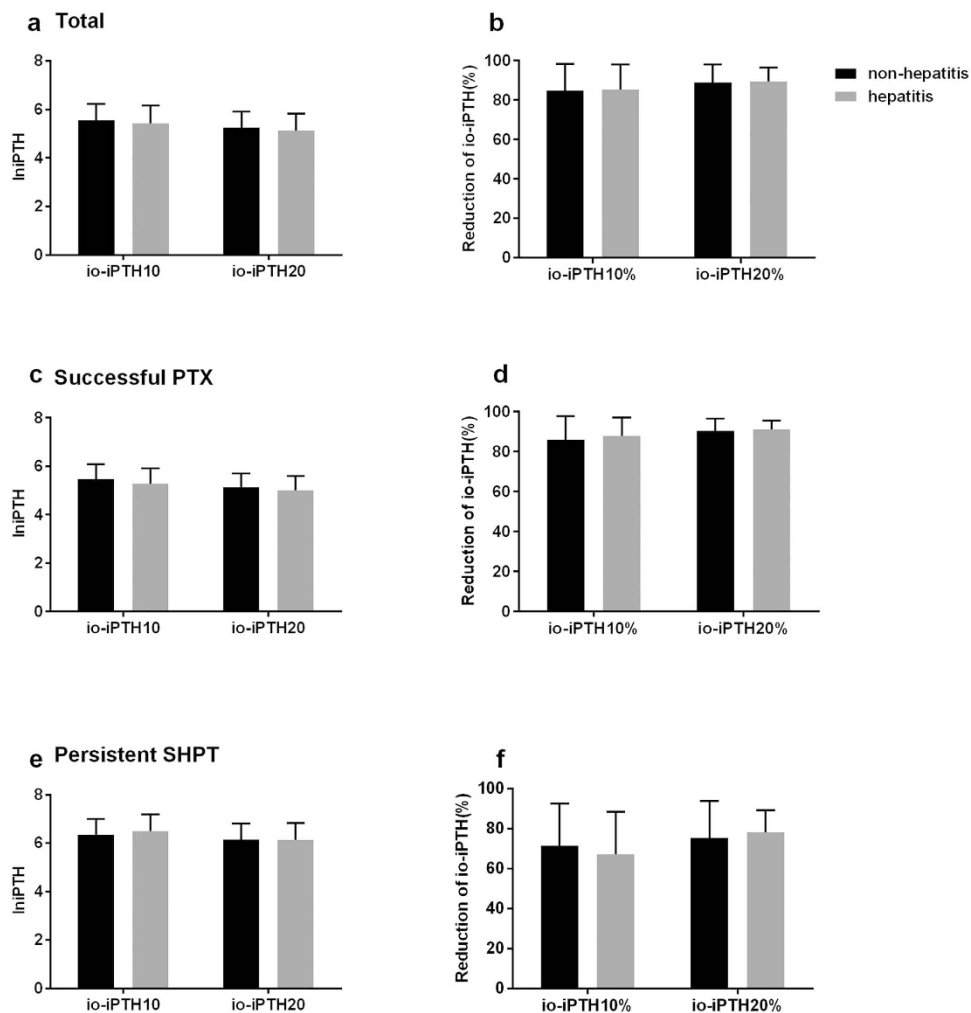 a Total
8
6
4
2
0
lniPTH
io-iPTH10 io-iPTH20
b
100
80
60
40
20
0
Reduction of io-iPTH(%)
io-iPTH10% io-iPTH20%
non-hepatitis
hepatitis
c Successful PTX
8
6
4
2
0
lniPTH
io-iPTH10 io-iPTH20
d
100
80
60
40
20
0
Reduction of io-iPTH(%)
io-iPTH10% io-iPTH20%
e Persistent SHPT
8
6
4
2
0
lniPTH
io-iPTH10 io-iPTH20
f
100
80
60
40
20
0
Reduction of io-iPTH(%)
io-iPTH10% io-iPTH20%